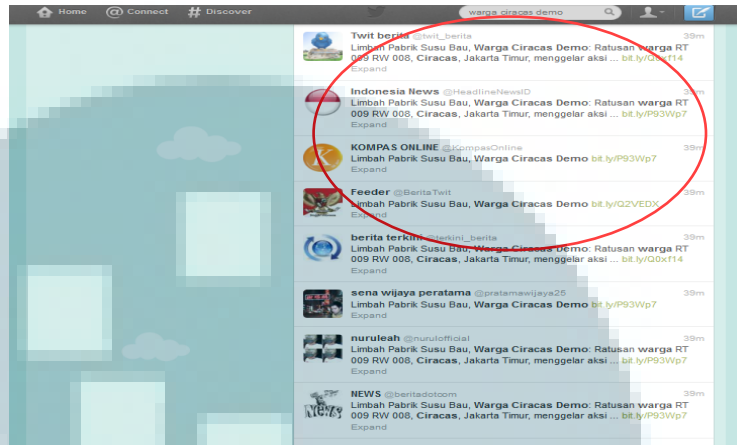 Home @ Connect # Discover warga ciracas demo
Twit berita @twit_berita 39m
Limbah Pabrik Susu Bau, Warga Ciracas Demo: Ratusan warga RT
009 RW 008, Ciracas, Jakarta Timur, menggelar aksi ... bit.ly/Q0xf14
Expand
Indonesia News @HeadlineNewsID 39m
Limbah Pabrik Susu Bau, Warga Ciracas Demo: Ratusan warga RT
009 RW 008, Ciracas, Jakarta Timur, menggelar aksi ... bit.ly/P93Wp7
Expand
KOMPAS ONLINE @KompasOnline 39m
Limbah Pabrik Susu Bau, Warga Ciracas Demo bit.ly/P93Wp7
Expand
Feeder @BeritaTwit 39m
Limbah Pabrik Susu Bau, Warga Ciracas Demo bit.ly/Q2VEDX
Expand
berita terkini @terkini_berita 39m
Limbah Pabrik Susu Bau, Warga Ciracas Demo: Ratusan warga RT
009 RW 008, Ciracas, Jakarta Timur, menggelar aksi ... bit.ly/Q0xf14
Expand
sena wijaya peratama @pratamawijaya25 39m
Limbah Pabrik Susu Bau, Warga Ciracas Demo bit.ly/P93Wp7
Expand
nuruleah @nurulofficial 39m
Limbah Pabrik Susu Bau, Warga Ciracas Demo: Ratusan warga RT
009 RW 008, Ciracas, Jakarta Timur, menggelar aksi ... bit.ly/P93Wp7
Expand
NEWS @beritadotcom 39m
Limbah Pabrik Susu Bau, Warga Ciracas Demo: Ratusan warga RT
009 RW 008, Ciracas, Jakarta Timur, menggelar aksi ... bit.ly/P93Wp7
Expand